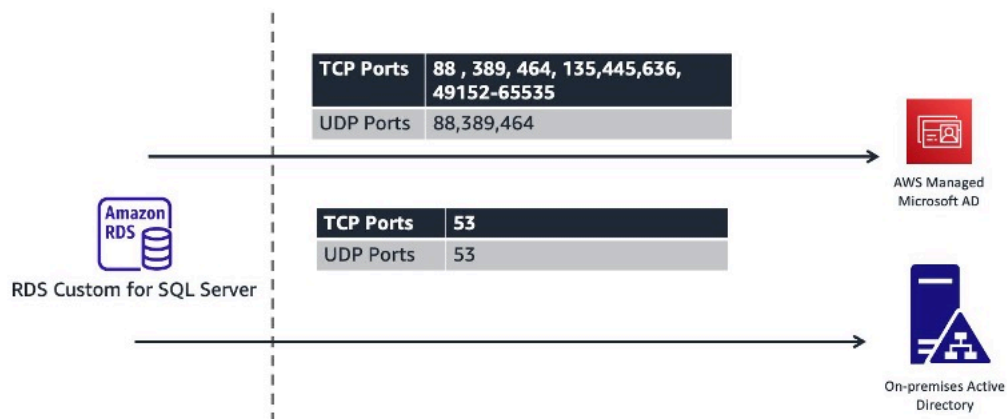 TCP Ports 88 , 389, 464, 135,445,636,
49152-65535
UDP Ports 88,389,464
AWS Managed
Microsoft AD
Amazon
RDS
RDS Custom for SQL Server
TCP Ports 53
UDP Ports 53
On-premises Active
Directory